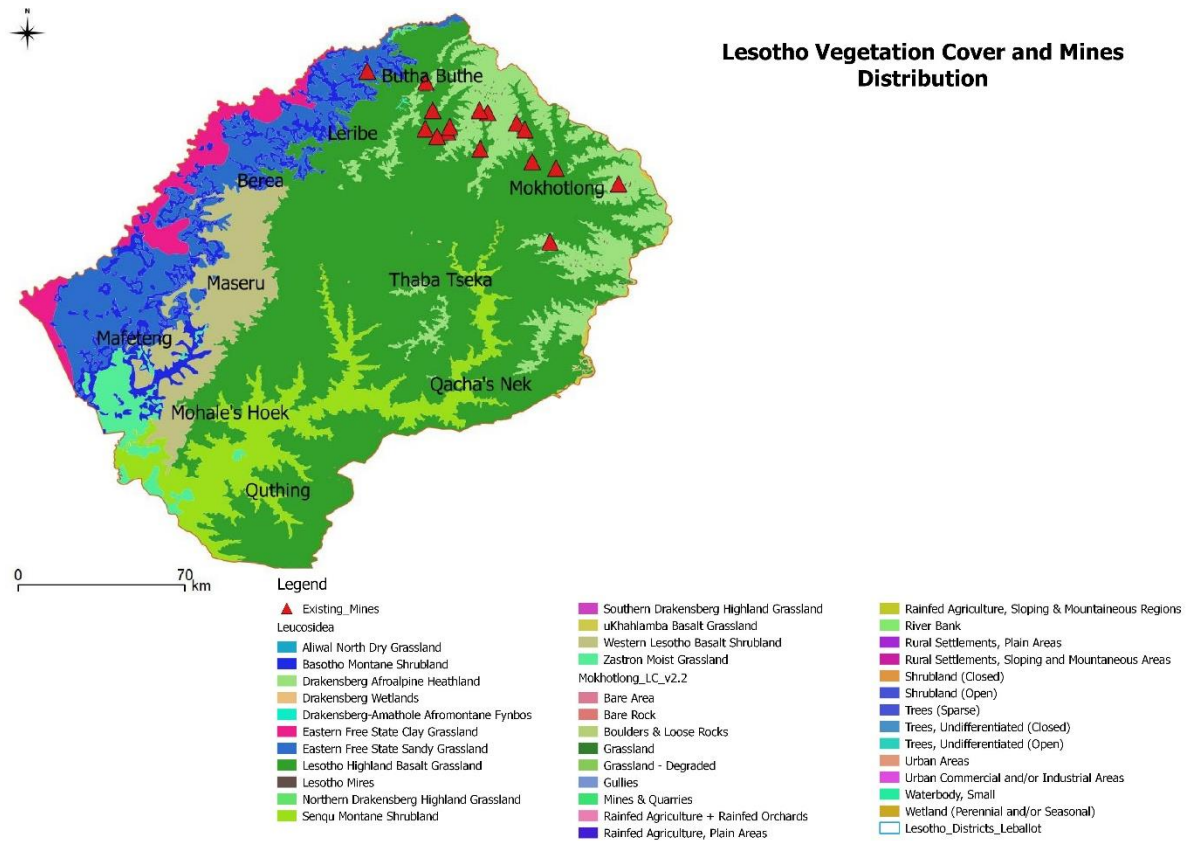 N
Lesotho Vegetation Cover and Mines
Distribution
Butha Buthe
Leribe
Berea
Mokhotlong
Maseru
Thaba Tseka
Mafeteng
Qacha's Nek
Mohale's Hoek
Quthing
0 70
km
Legend
Existing_Mines
Leucosidea
Aliwal North Dry Grassland
Basotho Montane Shrubland
Drakensberg Afroalpine Heathland
Drakensberg Wetlands
Drakensberg-Amathole Afromontane Fynbos
Eastern Free State Clay Grassland
Eastern Free State Sandy Grassland
Lesotho Highland Basalt Grassland
Lesotho Mires
Northern Drakensberg Highland Grassland
Senqu Montane Shrubland
Southern Drakensberg Highland Grassland
uKhahlamba Basalt Grassland
Western Lesotho Basalt Shrubland
Zastron Moist Grassland
Mokhotlong_LC_v2.2
Bare Area
Bare Rock
Boulders & Loose Rocks
Grassland
Grassland - Degraded
Gullies
Mines & Quarries
Rainfed Agriculture + Rainfed Orchards
Rainfed Agriculture, Plain Areas
Rainfed Agriculture, Sloping & Mountaineous Regions
River Bank
Rural Settlements, Plain Areas
Rural Settlements, Sloping and Mountaneous Areas
Shrubland (Closed)
Shrubland (Open)
Trees (Sparse)
Trees, Undifferentiated (Closed)
Trees, Undifferentiated (Open)
Urban Areas
Urban Commercial and/or Industrial Areas
Waterbody, Small
Wetland (Perennial and/or Seasonal)
Lesotho_Districts_Leballot